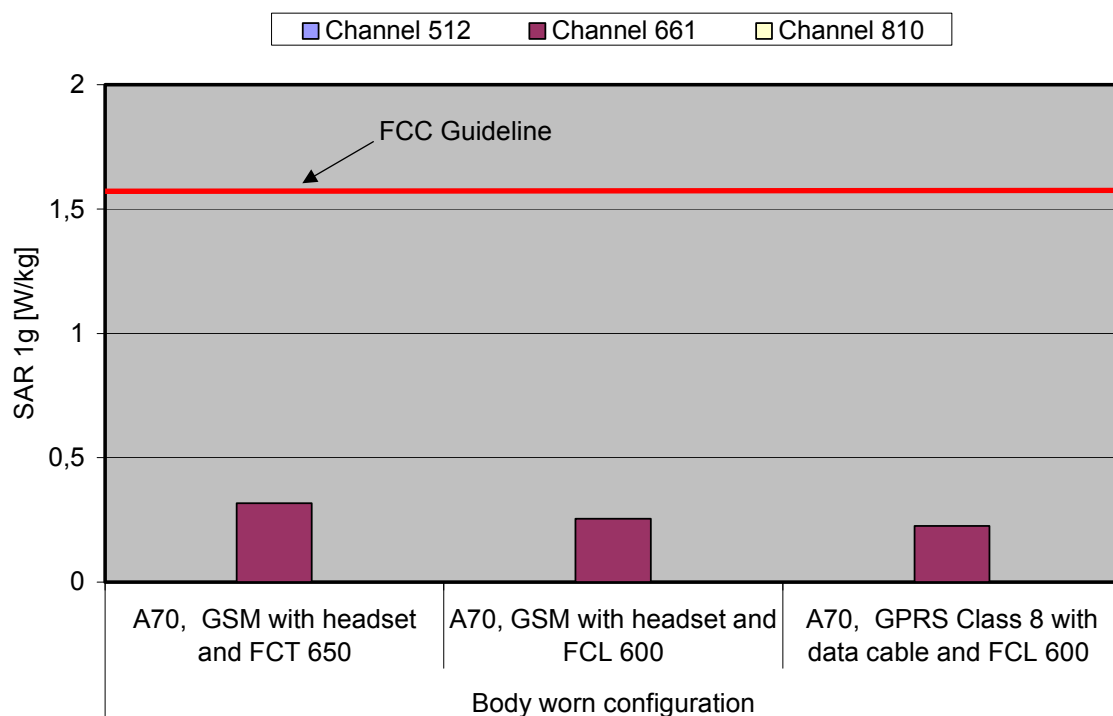 Channel 512 Channel 661 Channel 810
2
FCC Guideline
1,5
SAR 1g [W/kg]
1
0,5
0
A70, GSM with headset
and FCT 650
A70, GSM with headset and
FCL 600
A70, GPRS Class 8 with
data cable and FCL 600
Body worn configuration